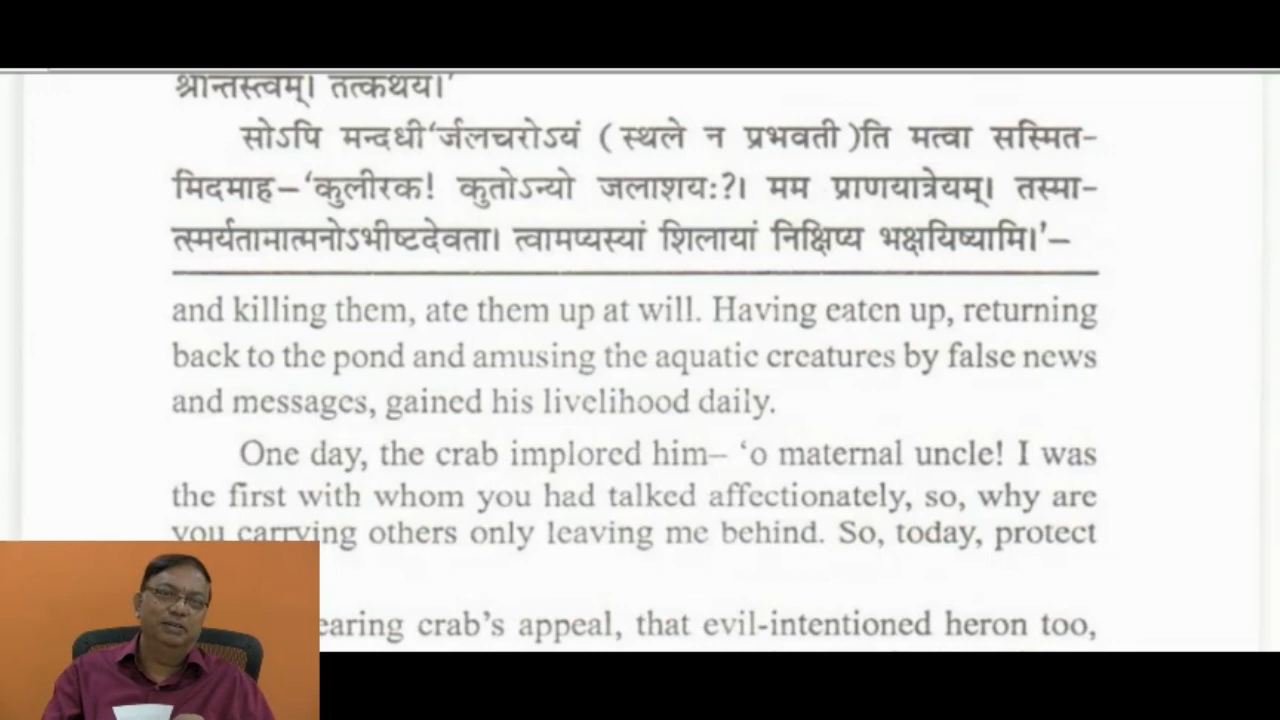 श्रान्तस्त्वम्। तत्कथय।'
सोऽपि मन्दधी'र्जलचरोऽयं (स्थले न प्रभवती)ति मत्वा सस्मित-
मिदमाह–'कुलीरक! कुतोऽन्यो जलाशयः?। मम प्राणयात्रेयम्। तस्मा-
त्स्मर्यतामात्मनोऽभीष्टदेवता। त्वामप्यस्यां शिलायां निक्षिप्य भक्षयिष्यामि।'–
and killing them, ate them up at will. Having eaten up, returning
back to the pond and amusing the aquatic creatures by false news
and messages, gained his livelihood daily.
One day, the crab implored him– 'o maternal uncle! I was
the first with whom you had talked affectionately, so, why are
you carrying others only leaving me behind. So, today, protect
earing crab's appeal, that evil-intentioned heron too,